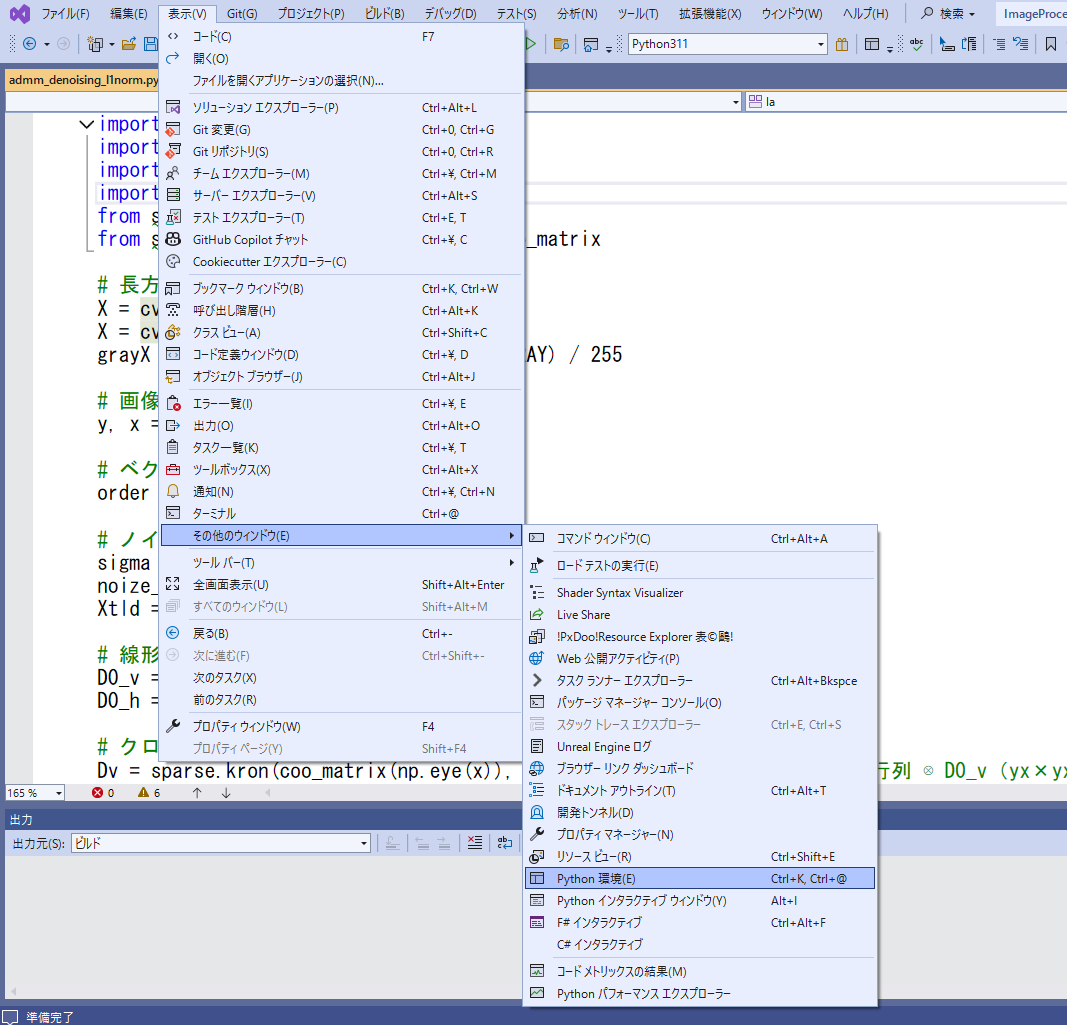 ファイル(F) 編集(E) 表示(V) Git(G) プロジェクト(P) ビルド(B) デバッグ(D) テスト(S) 分析(N) ツール(T) 拡張機能(X) ウィンドウ(W) ヘルプ(H) 検索 ImageProce
Python311
admm_denoising_l1norm.py
la
コード(C) F7
開く(O)
ファイルを開くアプリケーションの選択(N)...
ソリューション エクスプローラー(P) Ctrl+Alt+L
Git 変更(G) Ctrl+0, Ctrl+G
Git リポジトリ(S) Ctrl+0, Ctrl+R
チーム エクスプローラー(M) Ctrl+¥, Ctrl+M
サーバー エクスプローラー(V) Ctrl+Alt+S
テスト エクスプローラー(T) Ctrl+E, T
GitHub Copilot チャット Ctrl+¥, C
Cookiecutter エクスプローラー(C)
ブックマーク ウィンドウ(B) Ctrl+K, Ctrl+W
呼び出し階層(H) Ctrl+Alt+K
クラス ビュー(A) Ctrl+Shift+C
コード定義ウィンドウ(D) Ctrl+¥, D
オブジェクト ブラウザー(J) Ctrl+Alt+J
エラー一覧(I) Ctrl+¥, E
出力(O) Ctrl+Alt+O
タスク一覧(K) Ctrl+¥, T
ツールボックス(X) Ctrl+Alt+X
通知(N) Ctrl+¥, Ctrl+N
ターミナル Ctrl+@
その他のウィンドウ(E)
ツール バー(T)
全画面表示(U) Shift+Alt+Enter
すべてのウィンドウ(L) Shift+Alt+M
戻る(B) Ctrl+-
次に進む(F) Ctrl+Shift+-
次のタスク(X)
前のタスク(R)
プロパティ ウィンドウ(W) F4
プロパティ ページ(Y) Shift+F4
コマンド ウィンドウ(C) Ctrl+Alt+A
ロード テストの実行(E)
Shader Syntax Visualizer
Live Share
!PxDoo!Resource Explorer 表©鷗!
Web 公開アクティビティ(P)
タスク ランナー エクスプローラー Ctrl+Alt+Bkspce
パッケージ マネージャー コンソール(O)
スタック トレース エクスプローラー Ctrl+E, Ctrl+S
Unreal Engine ログ
ブラウザー リンク ダッシュボード
ドキュメント アウトライン(T) Ctrl+Alt+T
開発トンネル(D)
プロパティ マネージャー(N)
リソース ビュー(R) Ctrl+Shift+E
Python 環境(E) Ctrl+K, Ctrl+@
Python インタラクティブ ウィンドウ(Y) Alt+I
F# インタラクティブ Ctrl+Alt+F
C# インタラクティブ
コード メトリックスの結果(M)
Python パフォーマンス エクスプローラー
import
import
import
import
from s
from s _matrix
# 長方
X = cv
X = cv
grayX AY) / 255
# 画像
y, x =
# ベク
order
# ノイ
sigma
noize_
Xtld =
# 線形
D0_v =
D0_h =
# クロ
Dv = sparse.kron(coo_matrix(np.eye(x)), 行列 ⊗ D0_v (yx×yx
165 % 0 6
出力
出力元(S): ビルド
準備完了